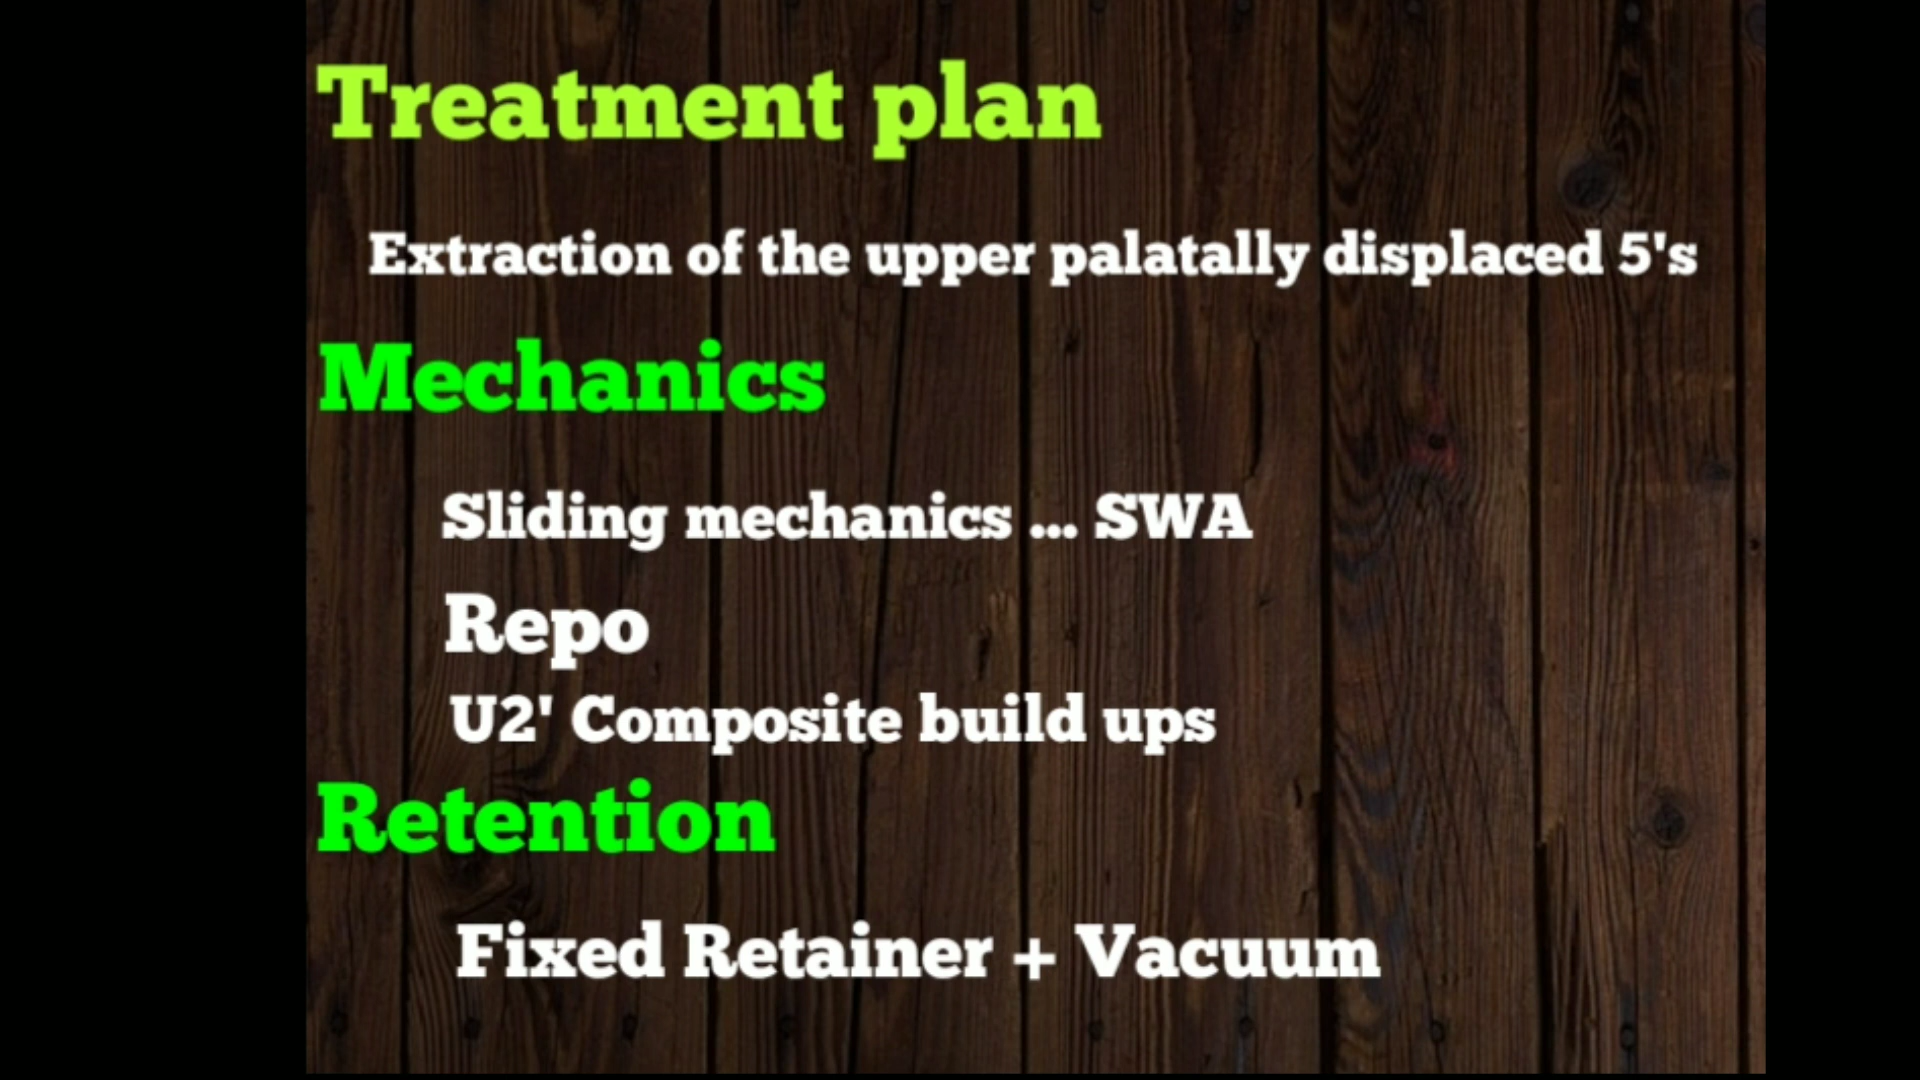 Treatment plan
Extraction of the upper palatally displaced 5's
Mechanics
Sliding mechanics ... SWA
Repo
U2' Composite build ups
Retention
Fixed Retainer + Vacuum